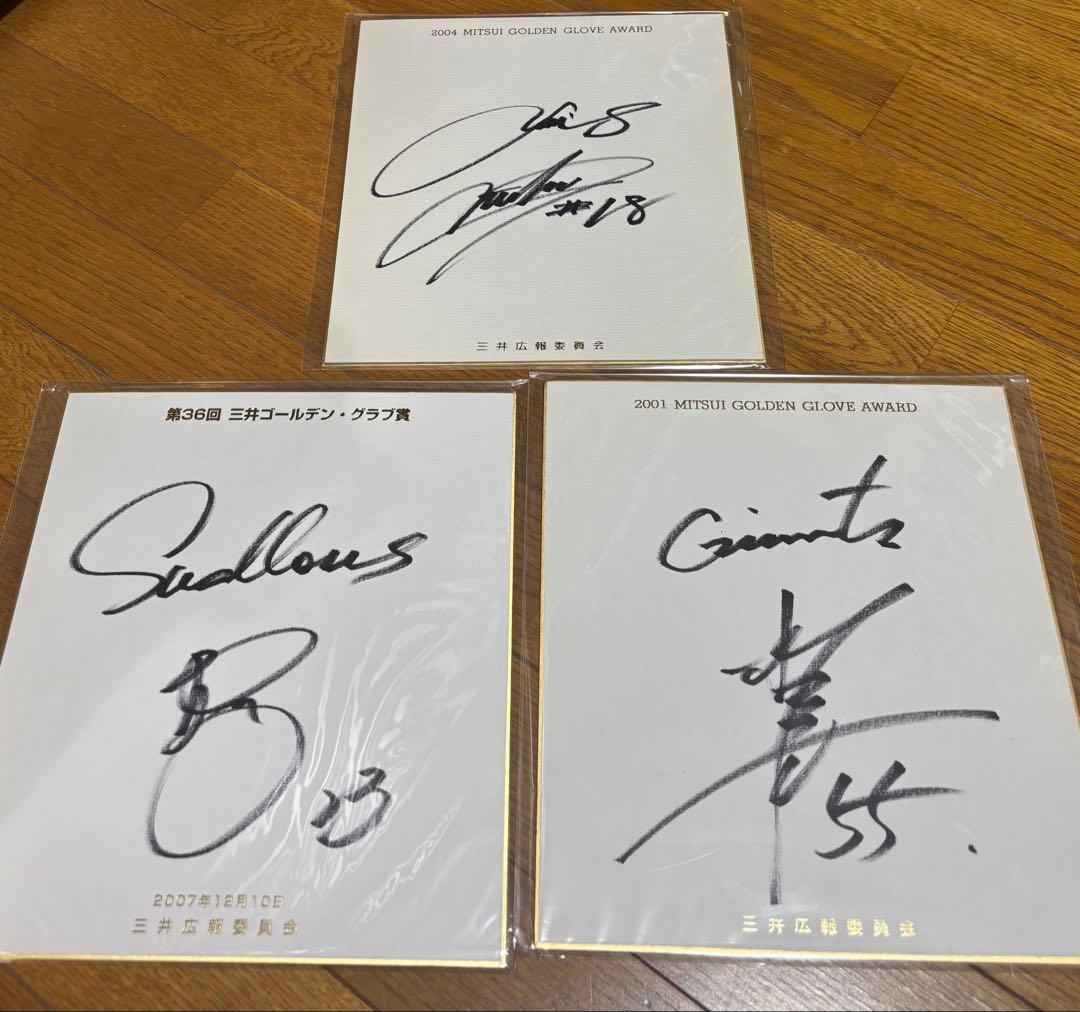 2004 MITSUI GOLDEN GLOVE AWARD
#18
三井広報委員会
第36回 三井ゴールデン・グラブ賞
Swallows
23
2007年12月10日
三井広報委員会
2001 MITSUI GOLDEN GLOVE AWARD
Giants
55.
三井広報委員会